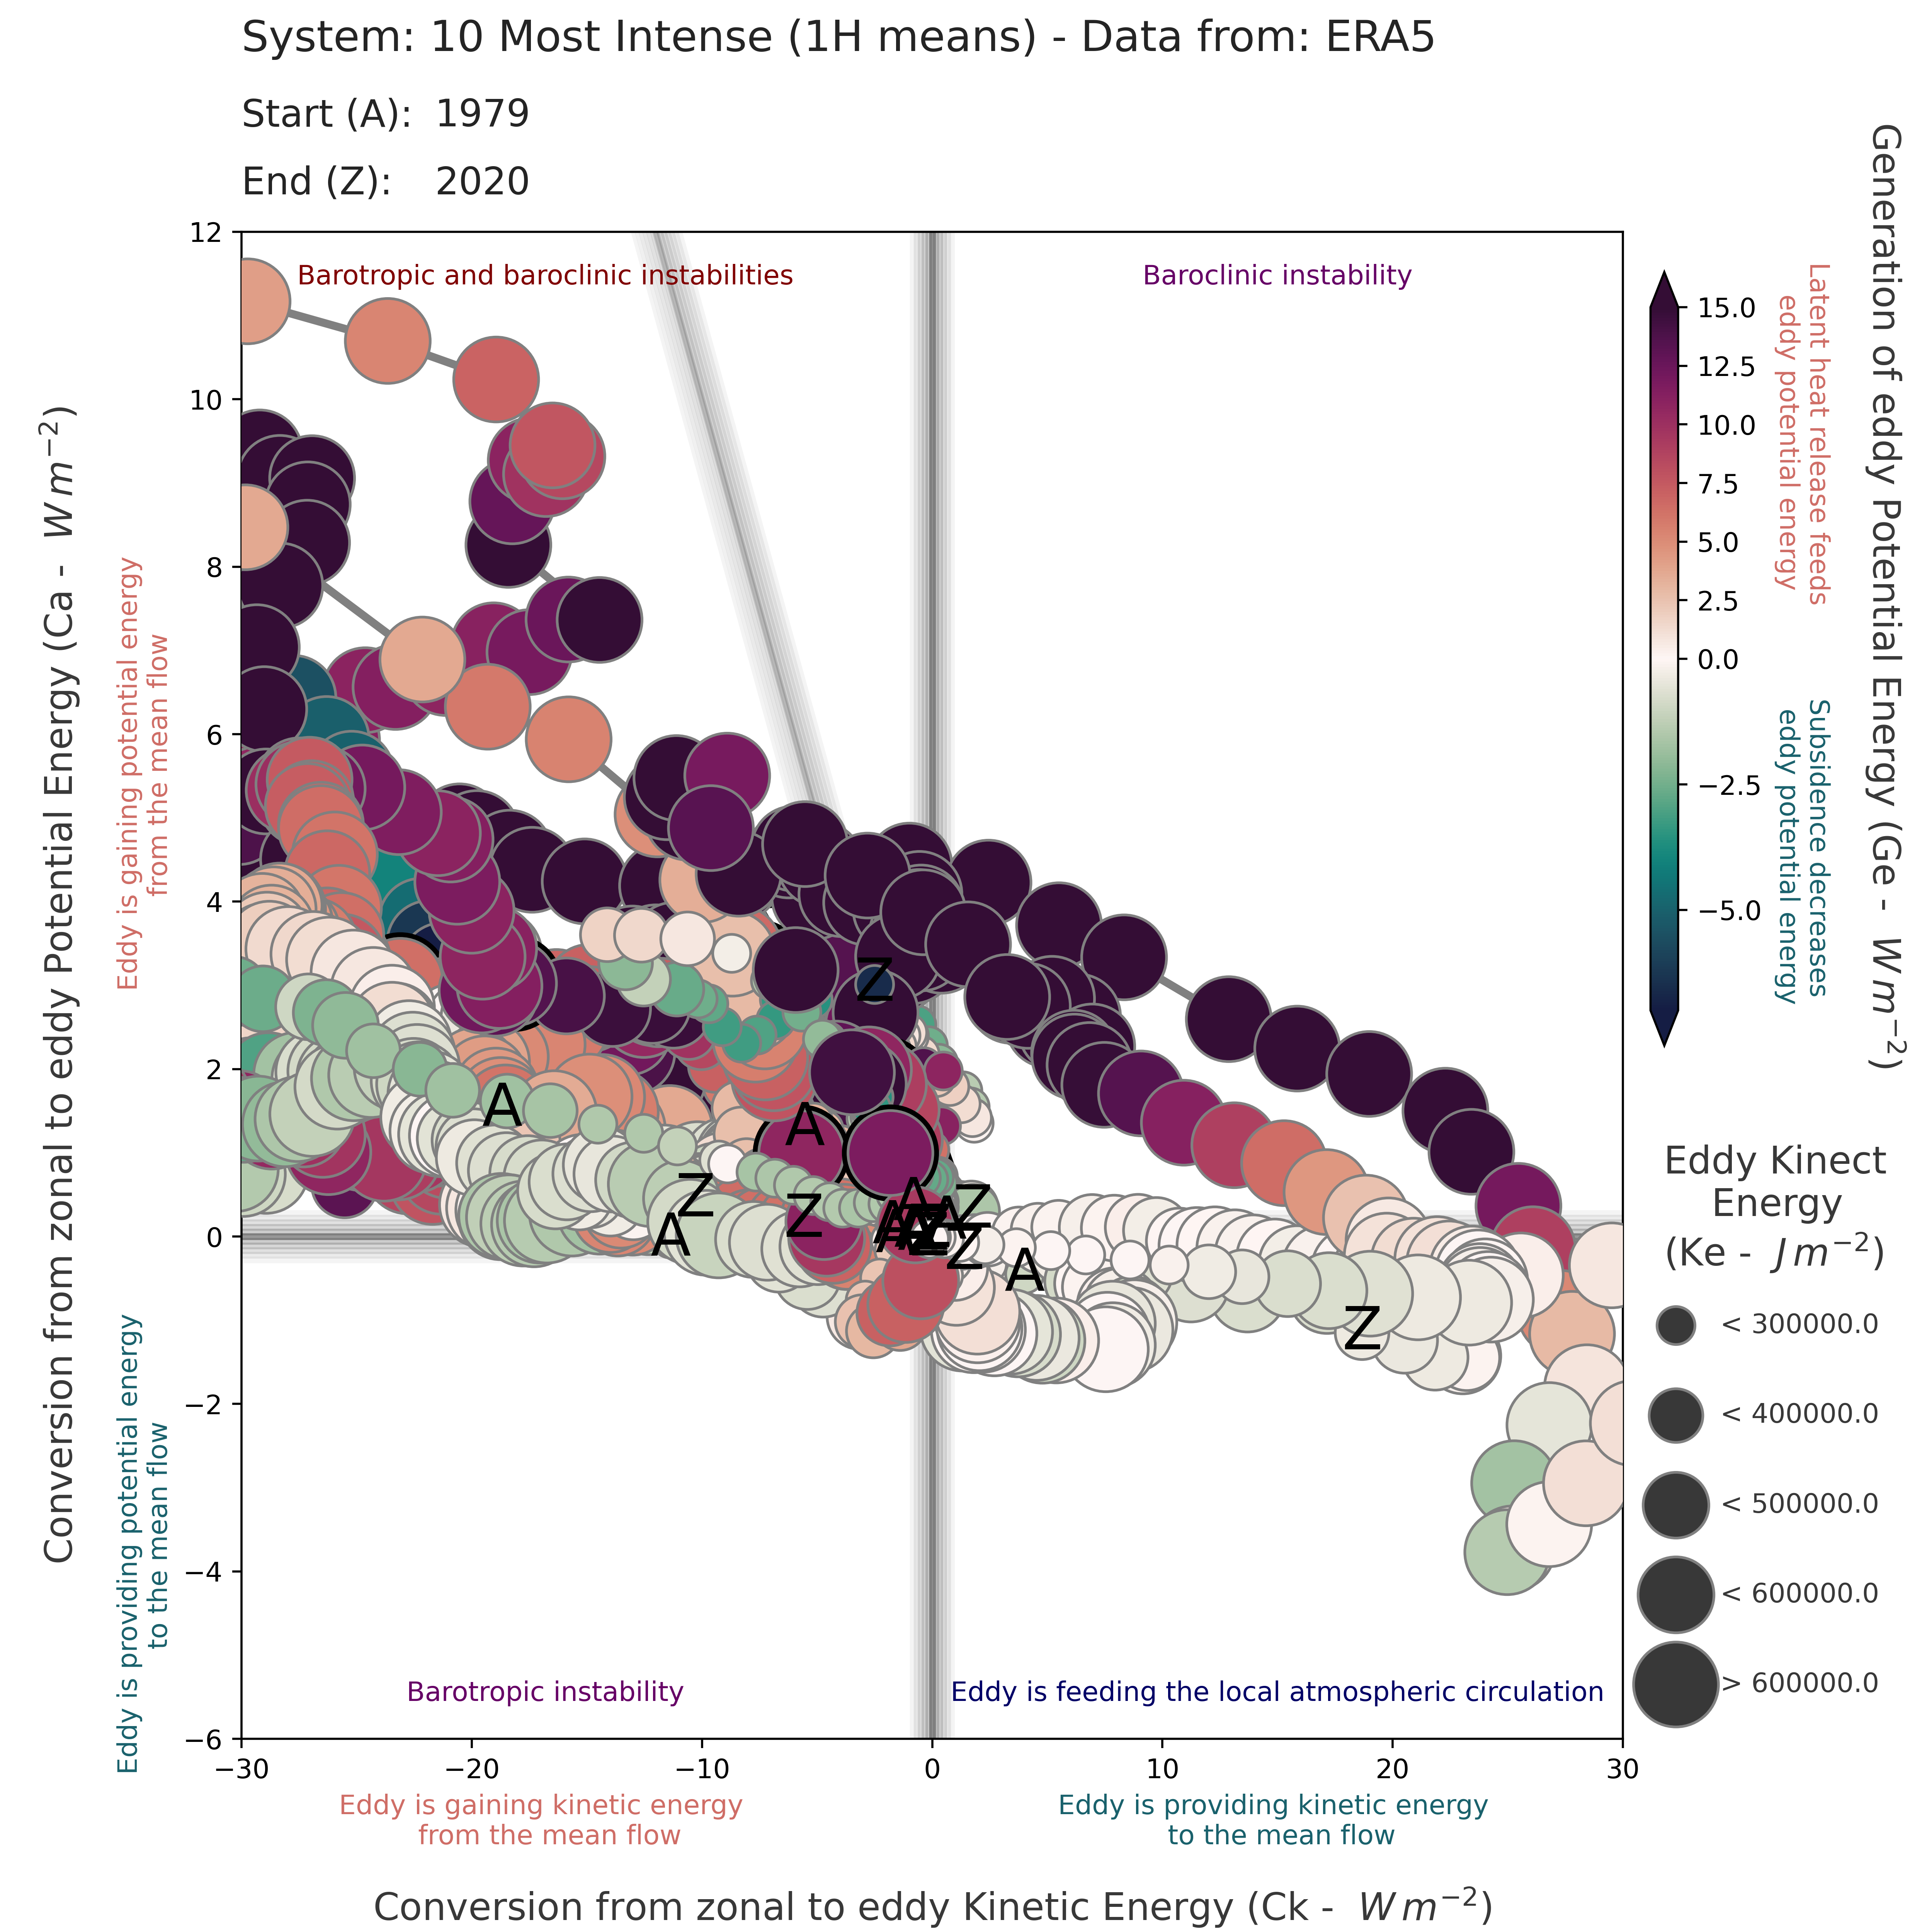 System: 10 Most Intense (1H means) - Data from: ERA5
Start (A): 1979
End (Z): 2020
Barotropic and baroclinic instabilities
Baroclinic instability
Barotropic instability
Eddy is feeding the local atmospheric circulation
12
10
8
6
4
2
0
−2
−4
−6
−30
−20
−10
0
10
20
30
Conversion from zonal to eddy Potential Energy (Ca - W m⁻²)
Eddy is gaining potential energy
from the mean flow
Eddy is providing potential energy
to the mean flow
Eddy is gaining kinetic energy
from the mean flow
Eddy is providing kinetic energy
to the mean flow
Conversion from zonal to eddy Kinetic Energy (Ck - W m⁻²)
A
A
Z
Z
A
Z
A
Z
Z
A
Z
15.0
12.5
10.0
7.5
5.0
2.5
0.0
−2.5
−5.0
Latent heat release feeds
eddy potential energy
Subsidence decreases
eddy potential energy
Generation of eddy Potential Energy (Ge - W m⁻²)
Eddy Kinect
Energy
(Ke - J m⁻²)
< 300000.0
< 400000.0
< 500000.0
< 600000.0
> 600000.0